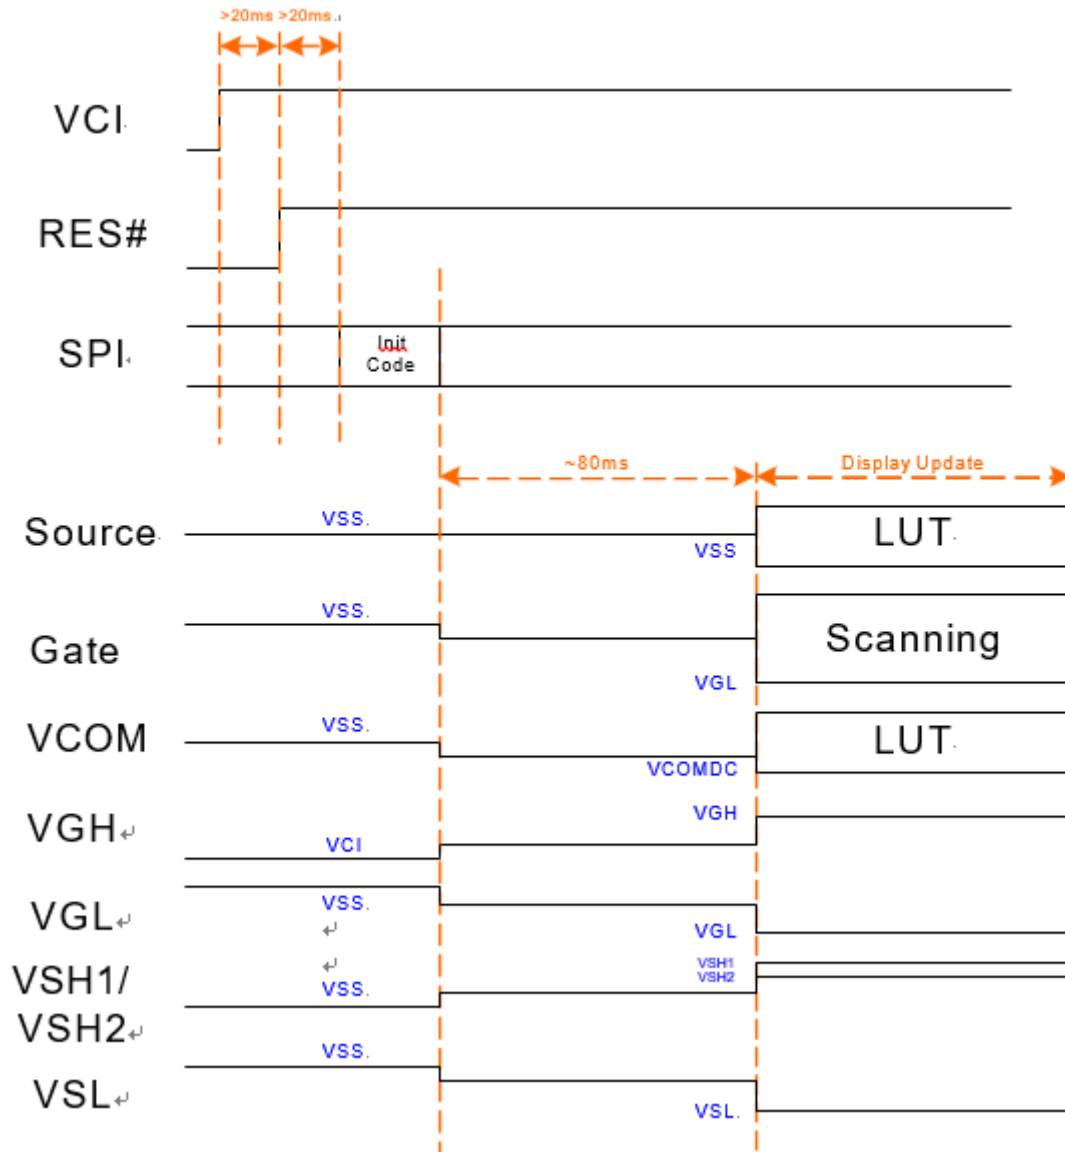 >20ms >20ms
VCI
RES#
SPI
Init
Code
~80ms
Display Update
Source
VSS
VSS
LUT
Gate
VSS
VGL
Scanning
VCOM
VSS
VCOMDC
LUT
VGH
VCI
VGH
VGL
VSS
VGL
VSH1/
VSH2
VSS
VSH1
VSH2
VSL
VSS
VSL